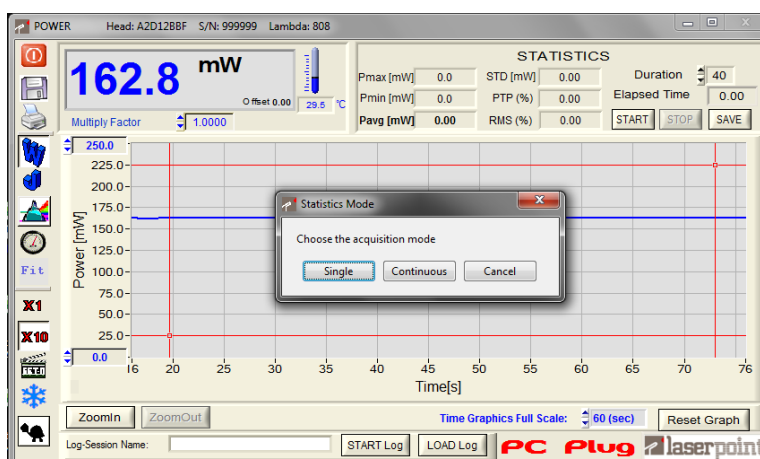 POWER Head: A2D12BBF S/N: 999999 Lambda: 808
162.8 mW
Offset 0.00
29.5 °C
Multiply Factor 1.0000
STATISTICS
Pmax [mW] 0.0 STD [mW] 0.00 Duration 40
Pmin [mW] 0.0 PTP (%) 0.00 Elapsed Time 0.00
Pavg [mW] 0.00 RMS (%) 0.00 START STOP SAVE
W
J
Fit
X1
X10
Power [mW]
250.0
225.0
200.0
175.0
150.0
125.0
100.0
75.0
50.0
25.0
0.0
Statistics Mode
Choose the acquisition mode
Single Continuous Cancel
16 20 25 30 35 40 45 50 55 60 65 70 76
Time[s]
ZoomIn ZoomOut Time Graphics Full Scale: 60 (sec) Reset Graph
Log-Session Name: START Log LOAD Log PC Plug laserpoint